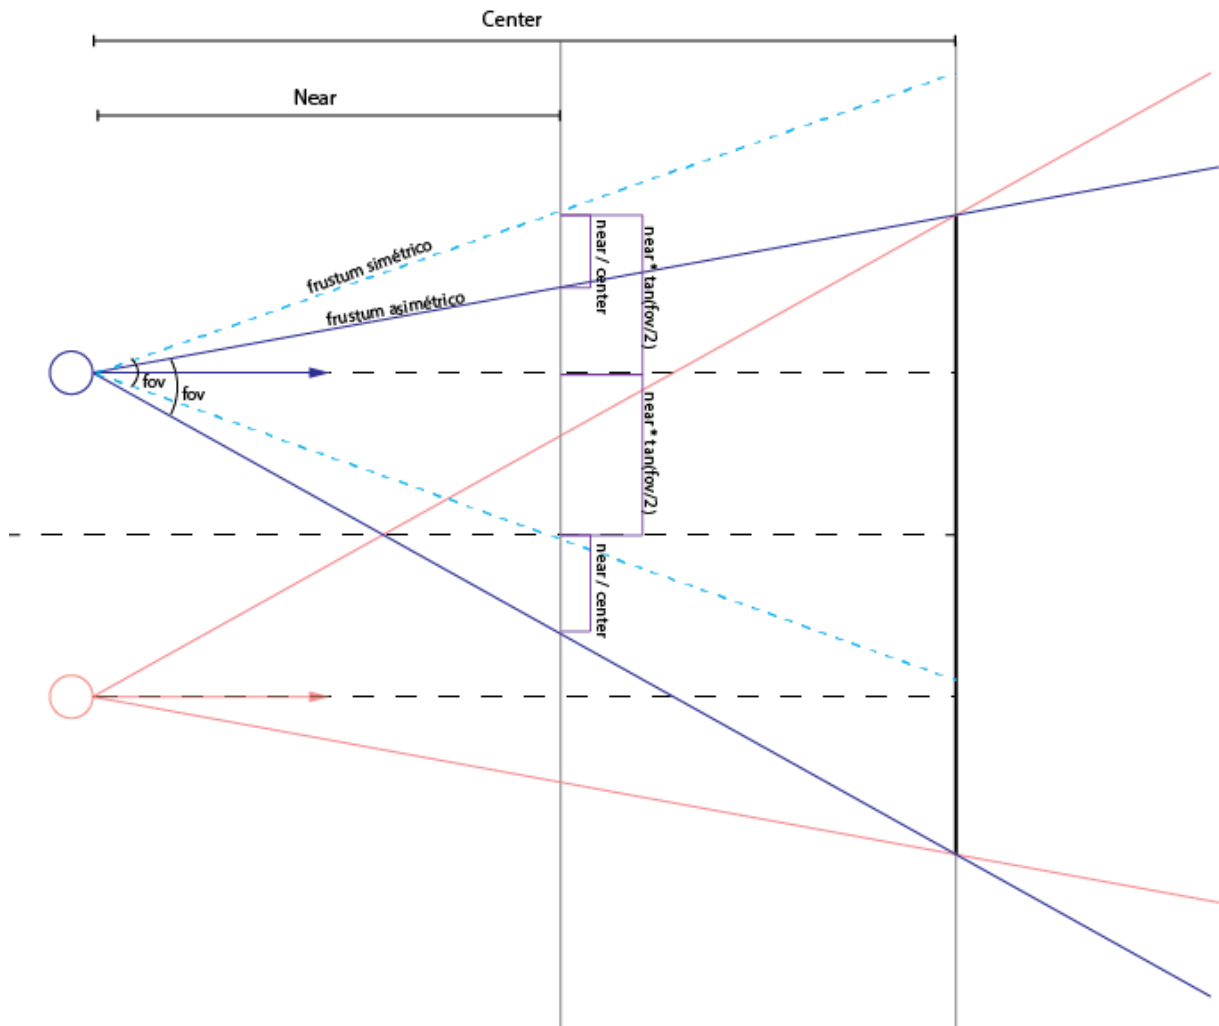 Center
Near
frustum simétrico
frustum asimétrico
near / center
near * tan(fov/2)
fov
fov
near * tan(fov/2)
near / center